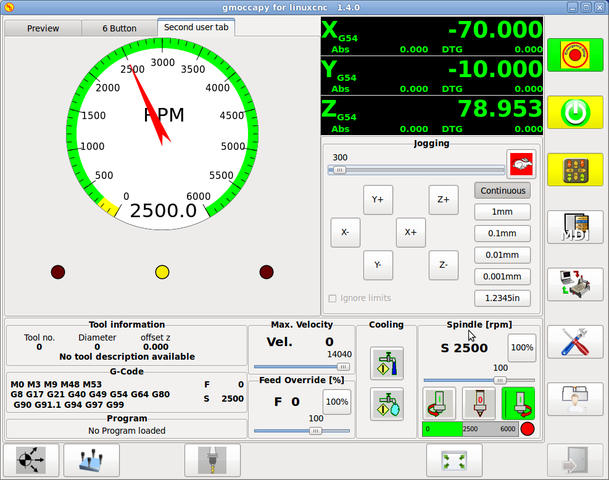 gmoccapy for linuxcnc 1.4.0
Preview
6 Button
Second user tab
0
500
1000
1500
2000
2500
3000
3500
4000
4500
5000
5500
6000
RPM
2500.0
X G54 -70.000
Abs 0.000 DTG 0.000
Y G54 -10.000
Abs 0.000 DTG 0.000
Z G54 78.953
Abs 0.000 DTG 0.000
Jogging
300
Continuous
Y+
Z+
1mm
X-
X+
0.1mm
Y-
Z-
0.01mm
0.001mm
Ignore limits
1.2345in
MDI
Tool information
Tool no. Diameter offset z
0 0 0.000
No tool description available
G-Code
M0 M3 M9 M48 M53
G8 G17 G21 G40 G49 G54 G64 G80
G90 G91.1 G94 G97 G99
F 0
S 2500
Program
No Program loaded
Max. Velocity
Vel. 0
14040
Feed Override [%]
F 0
100%
100
Cooling
Spindle [rpm]
S 2500
100%
100
0
0 2500 6000